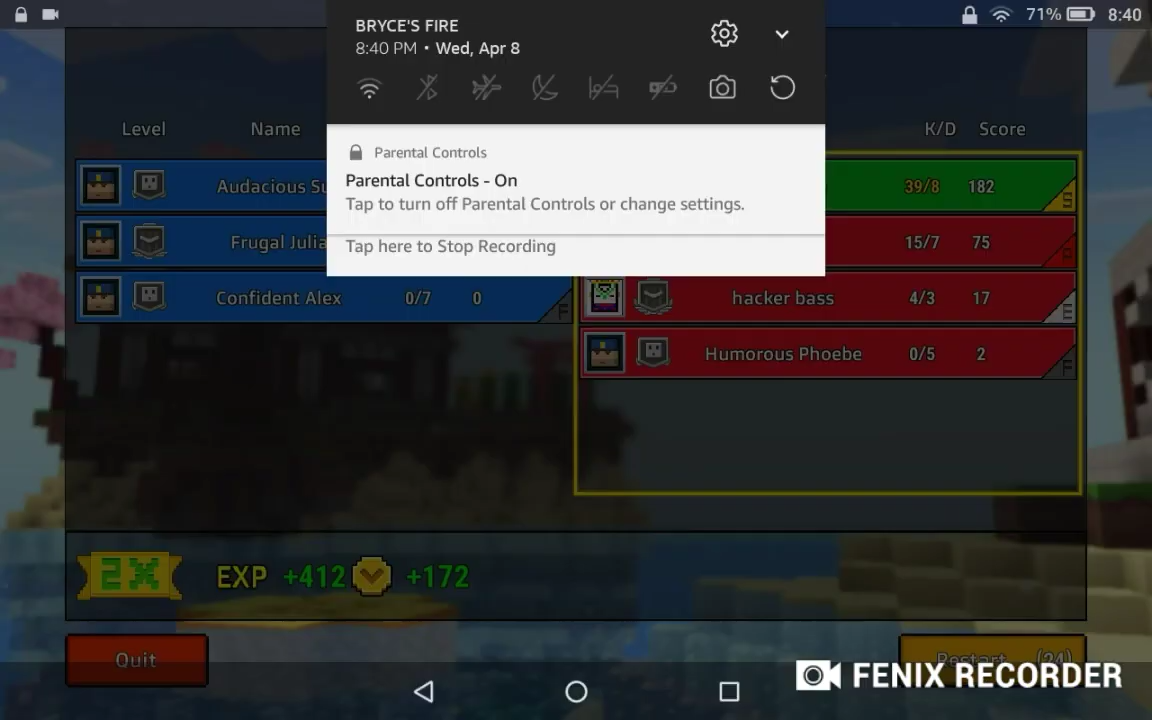 BRYCE'S FIRE
8:40 PM • Wed, Apr 8
71% 8:40
Level Name
K/D Score
Parental Controls
Parental Controls - On
Tap to turn off Parental Controls or change settings.
Tap here to Stop Recording
Audacious Su
39/8 182 S
Frugal Julia
15/7 75
Confident Alex 0/7 0 F
hacker bass 4/3 17 E
Humorous Phoebe 0/5 2 F
2X EXP +412 +172
Quit
Restart (24)
FENIX RECORDER